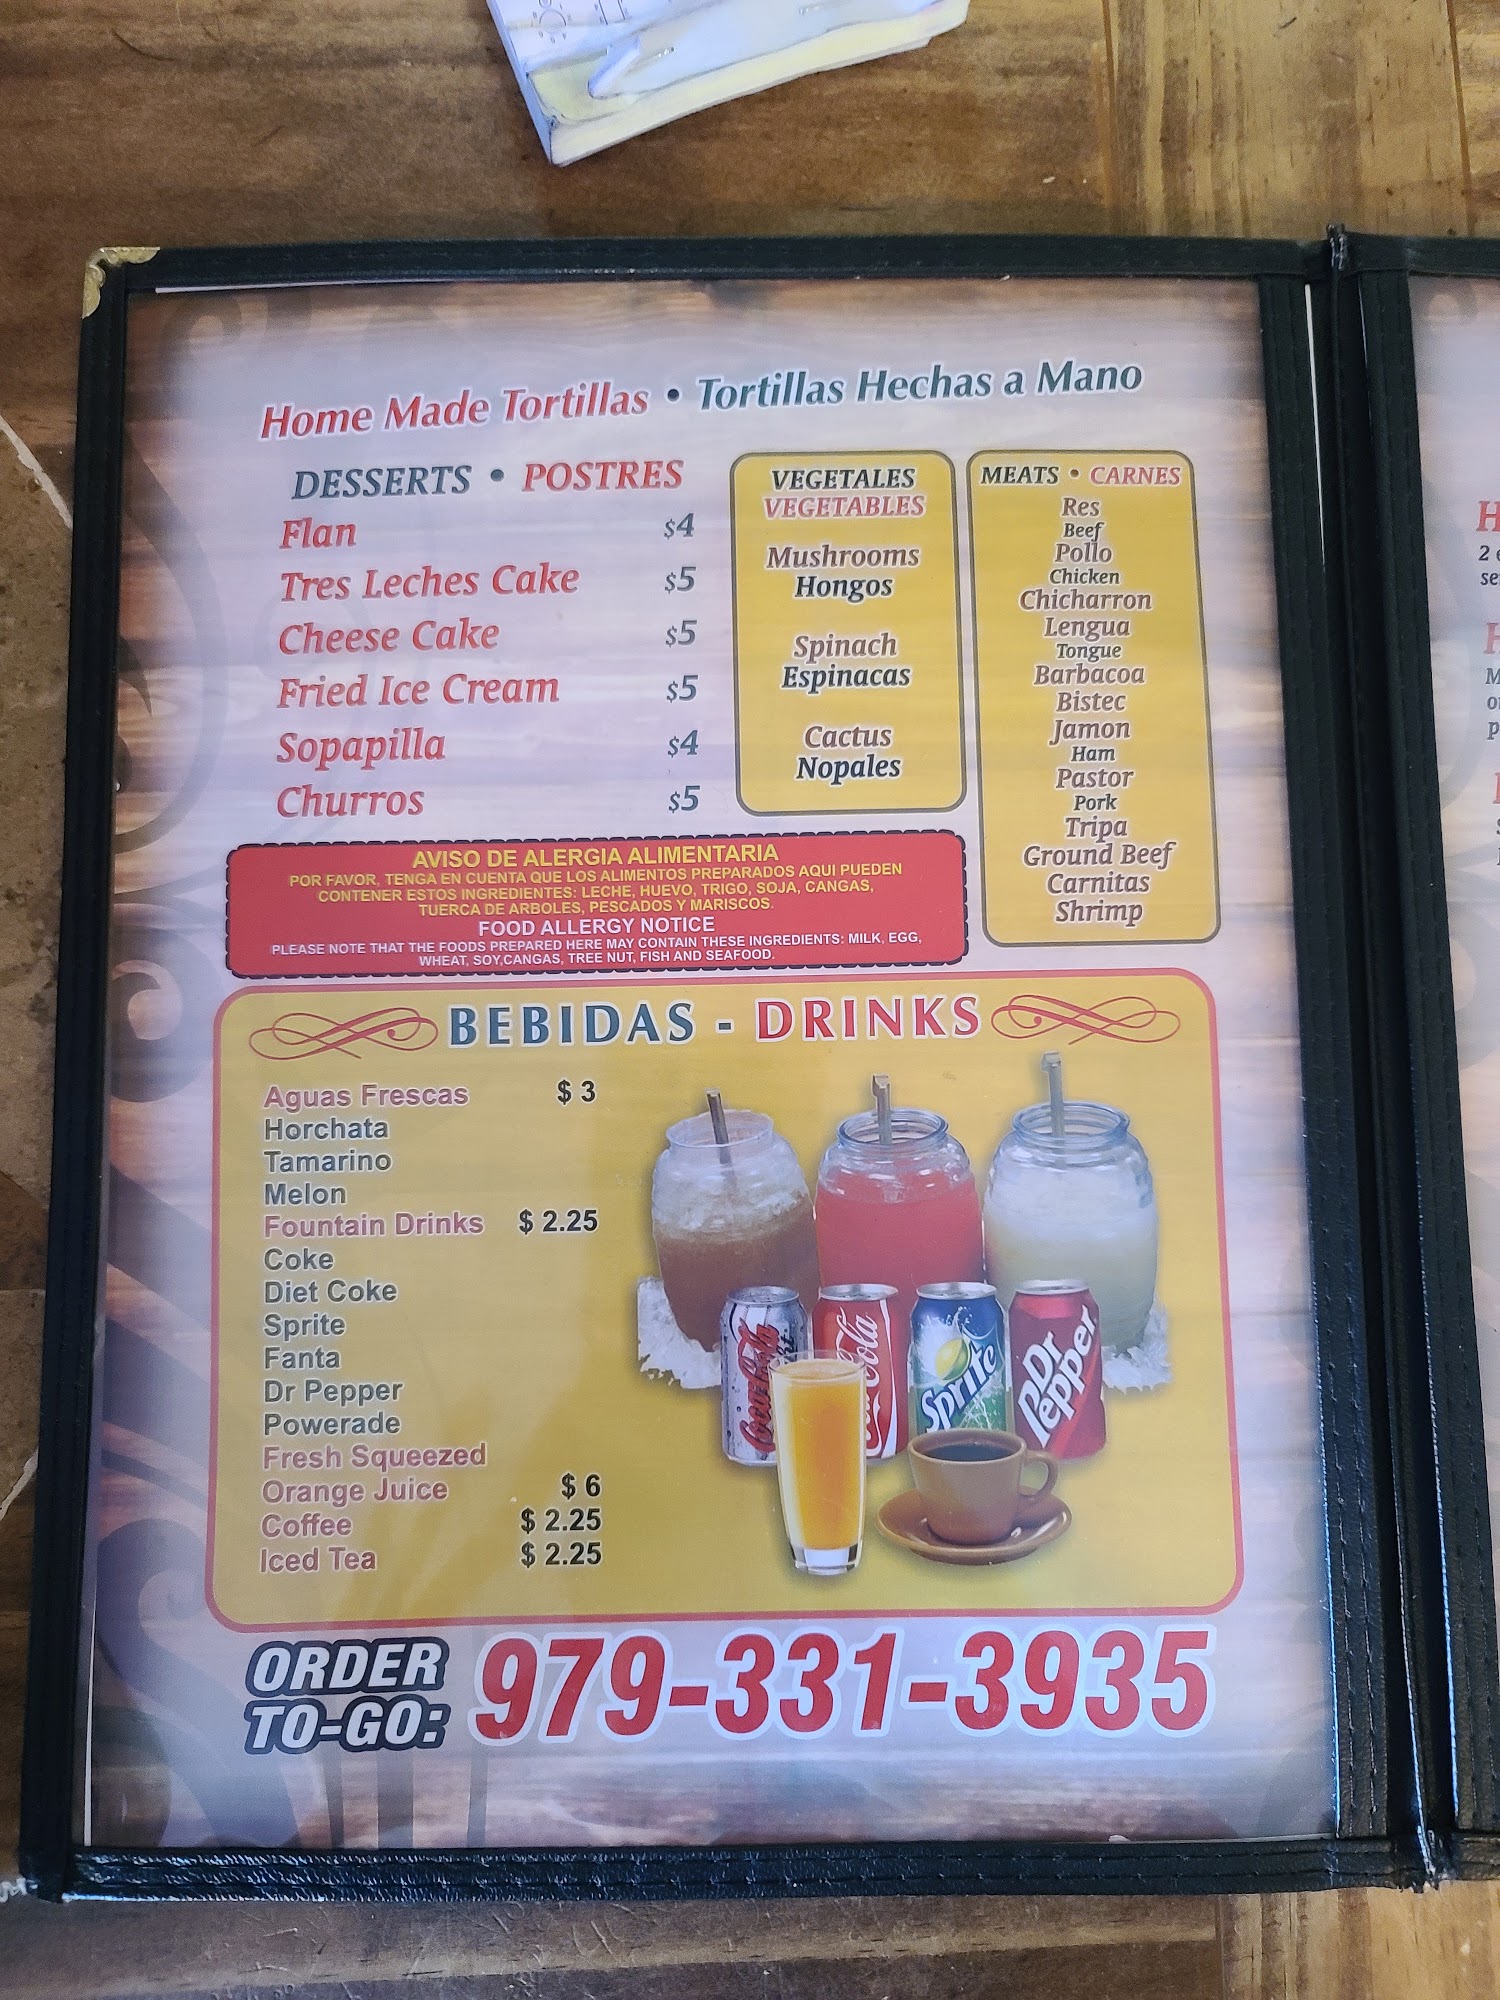 Home Made Tortillas • Tortillas Hechas a Mano
DESSERTS • POSTRES
Flan $4
Tres Leches Cake $5
Cheese Cake $5
Fried Ice Cream $5
Sopapilla $4
Churros $5
VEGETALES
VEGETABLES
Mushrooms
Hongos
Spinach
Espinacas
Cactus
Nopales
MEATS • CARNES
Res
Beef
Pollo
Chicken
Chicharron
Lengua
Tongue
Barbacoa
Bistec
Jamon
Ham
Pastor
Pork
Tripa
Ground Beef
Carnitas
Shrimp
AVISO DE ALERGIA ALIMENTARIA
POR FAVOR, TENGA EN CUENTA QUE LOS ALIMENTOS PREPARADOS AQUI PUEDEN
CONTENER ESTOS INGREDIENTES: LECHE, HUEVO, TRIGO, SOJA, CANGAS,
TUERCA DE ARBOLES, PESCADOS Y MARISCOS.
FOOD ALLERGY NOTICE
PLEASE NOTE THAT THE FOODS PREPARED HERE MAY CONTAIN THESE INGREDIENTS: MILK, EGG,
WHEAT, SOY,CANGAS, TREE NUT, FISH AND SEAFOOD.
BEBIDAS - DRINKS
Aguas Frescas $ 3
Horchata
Tamarino
Melon
Fountain Drinks $ 2.25
Coke
Diet Coke
Sprite
Fanta
Dr Pepper
Powerade
Fresh Squeezed
Orange Juice $ 6
Coffee $ 2.25
Iced Tea $ 2.25
Coca-Cola
Cola
Sprite
Dr Pepper
ORDER
TO-GO: 979-331-3935
H
2
se